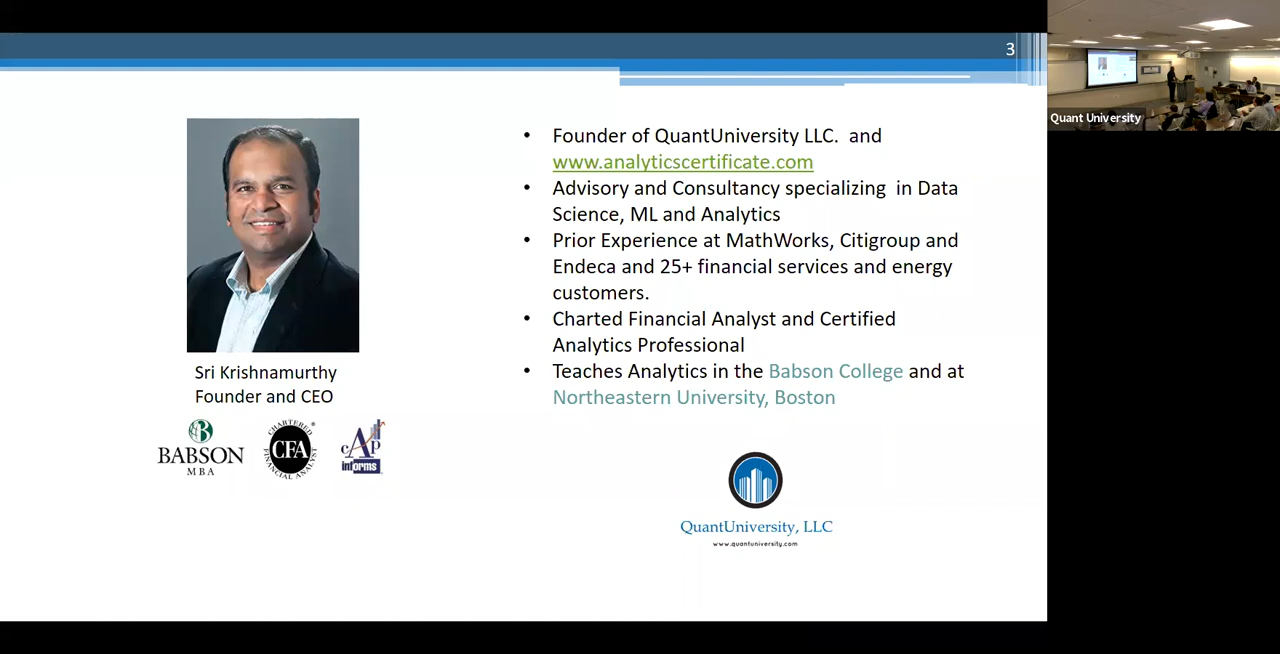 3
Quant University
Founder of QuantUniversity LLC.  and
www.analyticscertificate.com
Advisory and Consultancy specializing  in Data
Science, ML and Analytics
Prior Experience at MathWorks, Citigroup and
Endeca and 25+ financial services and energy
customers.
Charted Financial Analyst and Certified
Analytics Professional
Teaches Analytics in the Babson College and at
Northeastern University, Boston
Sri Krishnamurthy
Founder and CEO
B
BABSON
MBA
CHARTERED
CFA®
FINANCIAL ANALYST
cAp
informs
QuantUniversity, LLC
www.quantuniversity.com